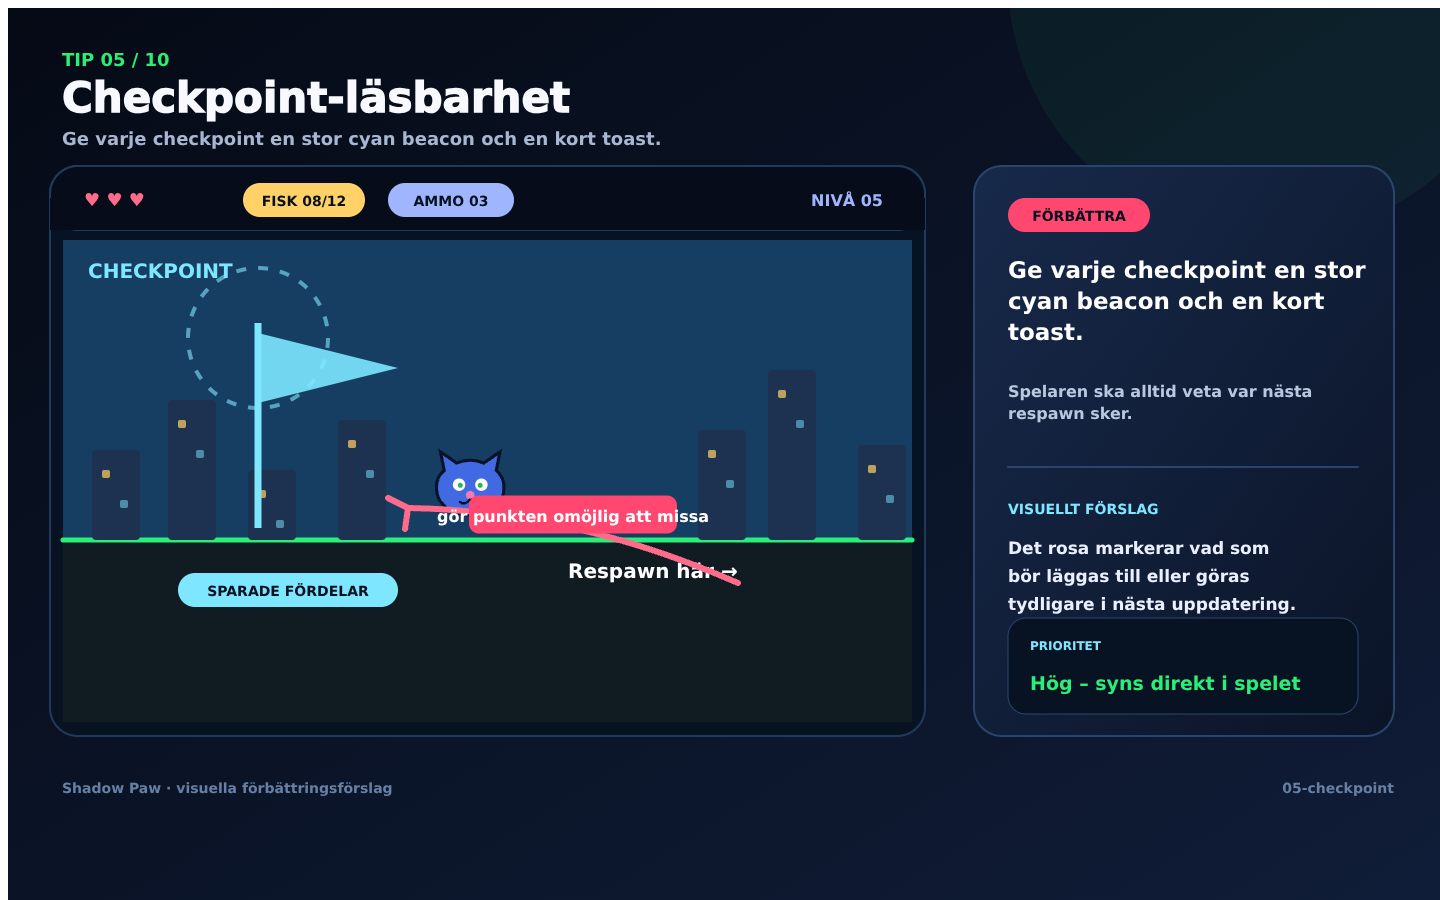 TIP 05 / 10
Checkpoint-läsbarhet
Ge varje checkpoint en stor cyan beacon och en kort toast.
♥ ♥ ♥
FISK 08/12
AMMO 03
NIVÅ 05
CHECKPOINT
gör punkten omöjlig att missa
Respawn här →
SPARADE FÖRDELAR
FÖRBÄTTRA
Ge varje checkpoint en stor
cyan beacon och en kort
toast.
Spelaren ska alltid veta var nästa
respawn sker.
VISUELLT FÖRSLAG
Det rosa markerar vad som
bör läggas till eller göras
tydligare i nästa uppdatering.
PRIORITET
Hög – syns direkt i spelet
Shadow Paw · visuella förbättringsförslag
05-checkpoint